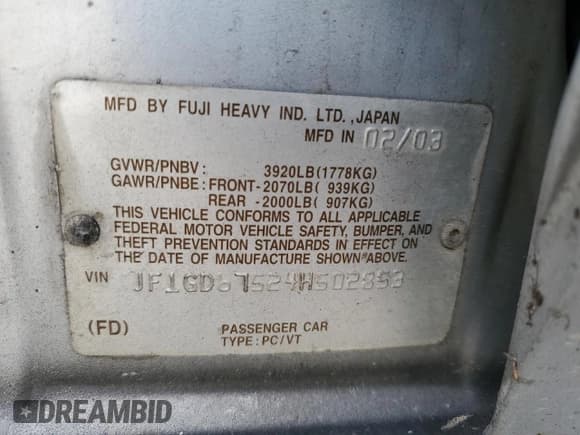 MFD BY FUJI HEAVY IND. LTD., JAPAN
MFD IN 02/03
GVWR/PNBV: 3920LB(1778KG)
GAWR/PNBE: FRONT-2070LB( 939KG)
REAR -2000LB( 907KG)
THIS VEHICLE CONFORMS TO ALL APPLICABLE
FEDERAL MOTOR VEHICLE SAFETY, BUMPER, AND
THEFT PREVENTION STANDARDS IN EFFECT ON
THE DATE OF MANUFACTURE SHOWN ABOVE.
VIN JF1GD67524H502853
(FD) PASSENGER CAR
TYPE: PC/VT
DREAMBID